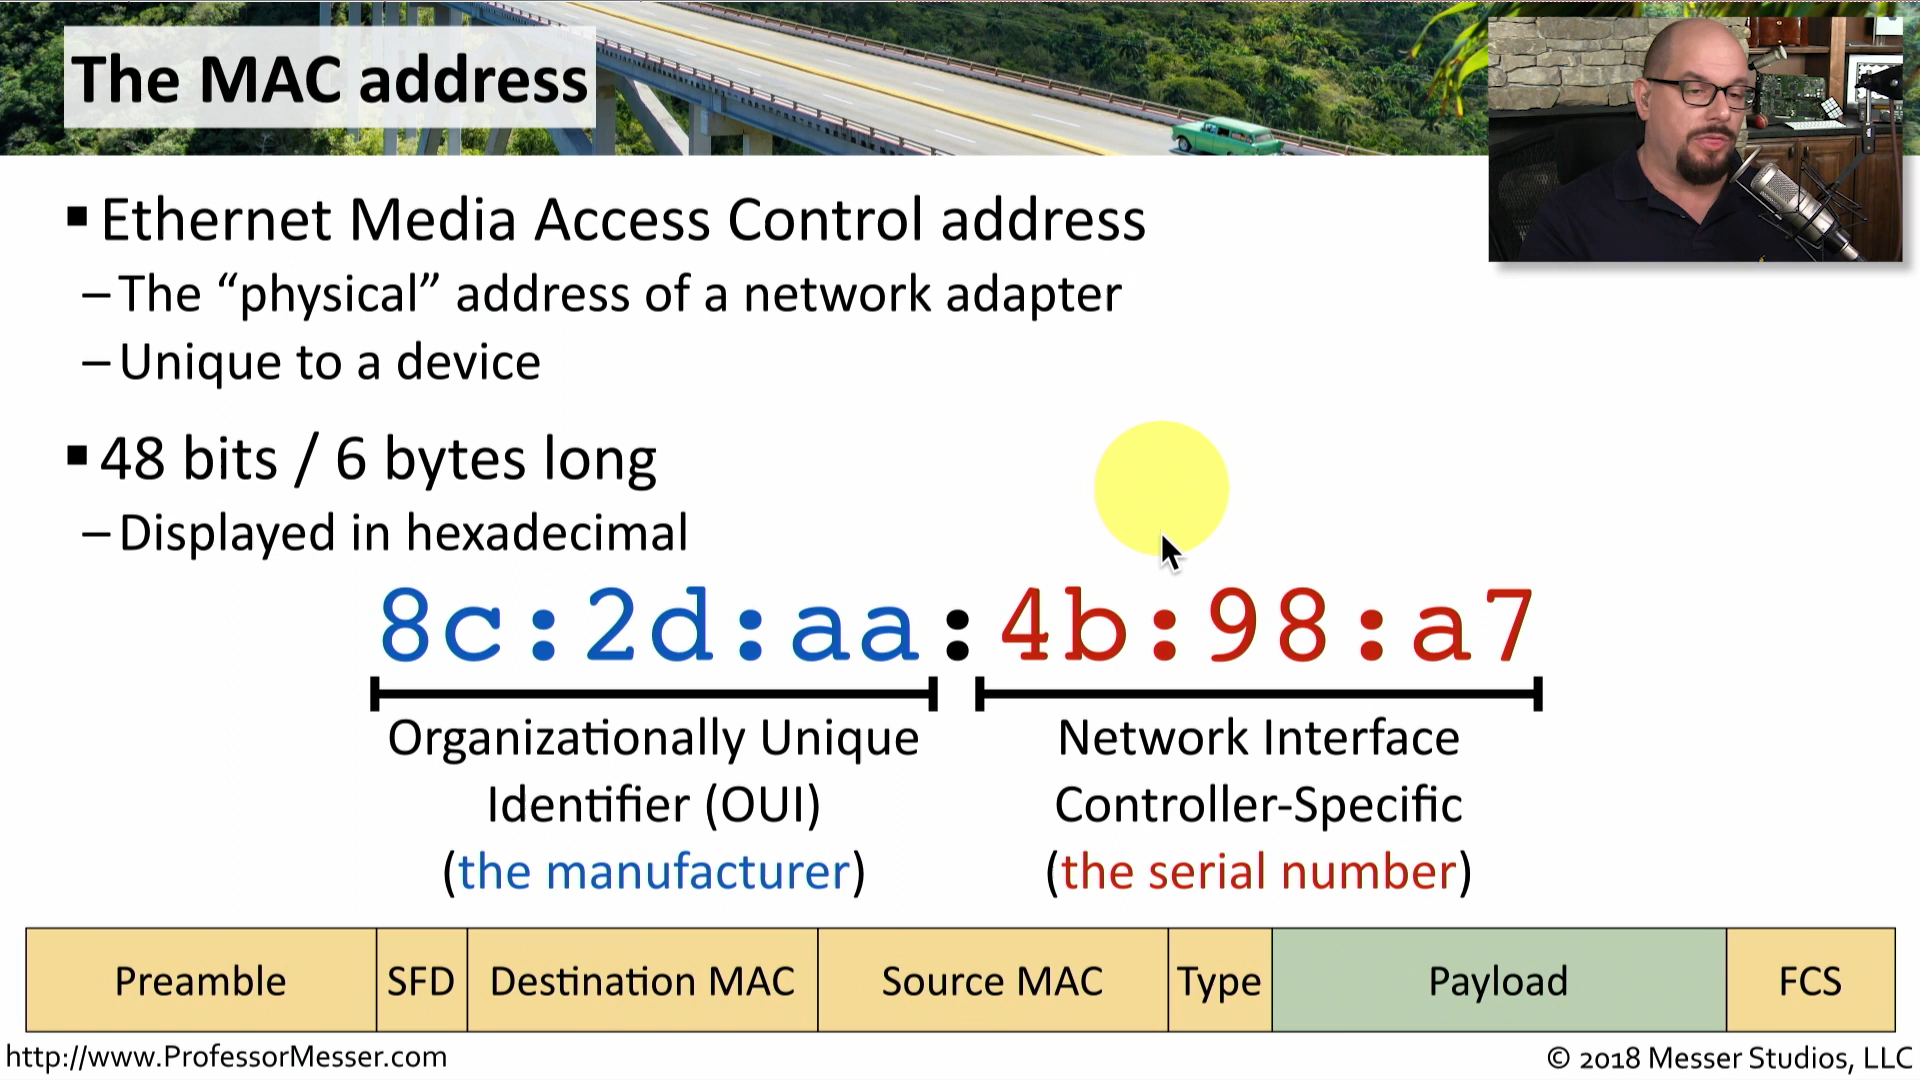 The MAC address
▪ Ethernet Media Access Control address
– The “physical” address of a network adapter
– Unique to a device
▪ 48 bits / 6 bytes long
– Displayed in hexadecimal
8c:2d:aa:4b:98:a7
Organizationally Unique
Identifier (OUI)
(the manufacturer)
Network Interface
Controller-Specific
(the serial number)
Preamble SFD Destination MAC Source MAC Type Payload FCS
http://www.ProfessorMesser.com
© 2018 Messer Studios, LLC